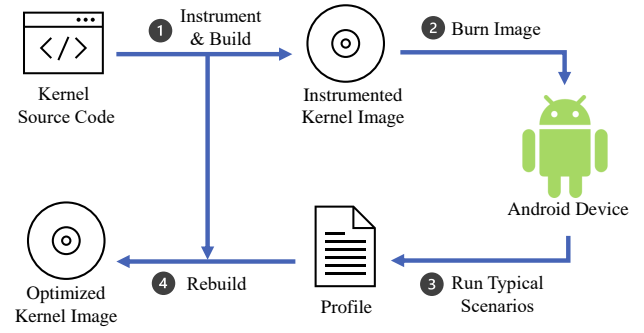 1 Instrument
& Build
2 Burn Image
</>
Kernel
Source Code
Instrumented
Kernel Image
Android Device
4 Rebuild
3 Run Typical
Scenarios
Optimized
Kernel Image
Profile